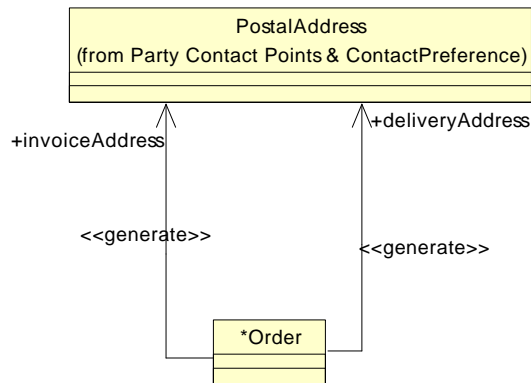 PostalAddress
(from Party Contact Points & ContactPreference)
+deliveryAddress
+invoiceAddress
<<generate>>
<<generate>>
*Order